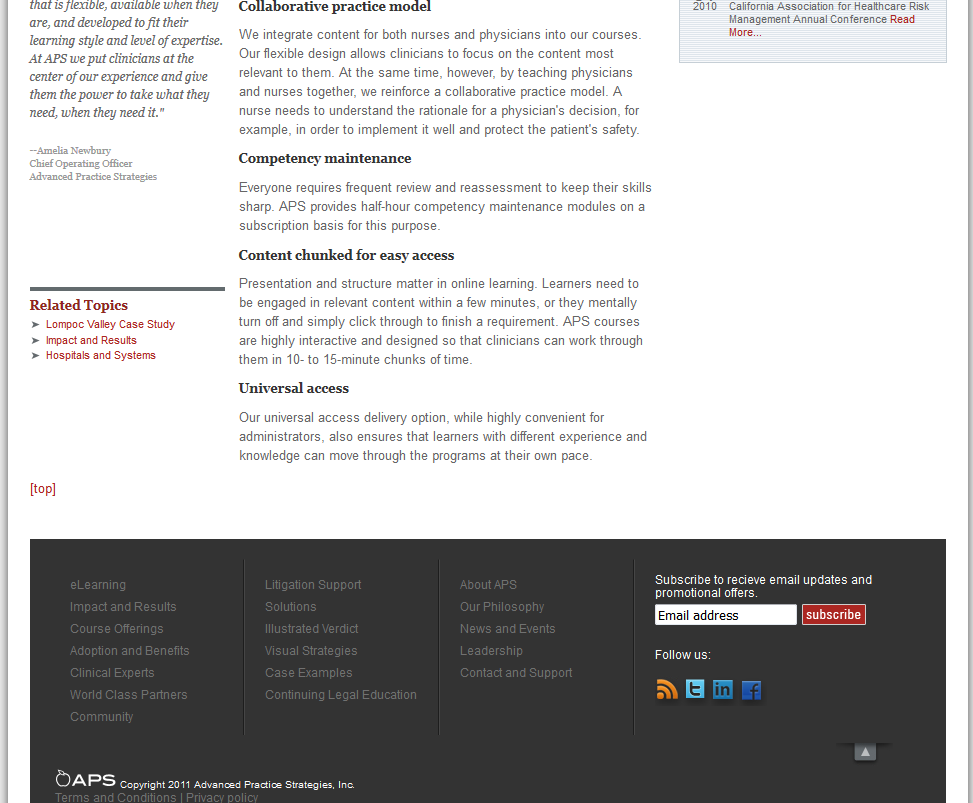 that is flexible, available when they
are, and developed to fit their
learning style and level of expertise.
At APS we put clinicians at the
center of our experience and give
them the power to take what they
need, when they need it."
--Amelia Newbury
Chief Operating Officer
Advanced Practice Strategies
Related Topics
➤ Lompoc Valley Case Study
➤ Impact and Results
➤ Hospitals and Systems
[top]
Collaborative practice model
We integrate content for both nurses and physicians into our courses.
Our flexible design allows clinicians to focus on the content most
relevant to them. At the same time, however, by teaching physicians
and nurses together, we reinforce a collaborative practice model. A
nurse needs to understand the rationale for a physician's decision, for
example, in order to implement it well and protect the patient's safety.
Competency maintenance
Everyone requires frequent review and reassessment to keep their skills
sharp. APS provides half-hour competency maintenance modules on a
subscription basis for this purpose.
Content chunked for easy access
Presentation and structure matter in online learning. Learners need to
be engaged in relevant content within a few minutes, or they mentally
turn off and simply click through to finish a requirement. APS courses
are highly interactive and designed so that clinicians can work through
them in 10- to 15-minute chunks of time.
Universal access
Our universal access delivery option, while highly convenient for
administrators, also ensures that learners with different experience and
knowledge can move through the programs at their own pace.
2010 California Association for Healthcare Risk
Management Annual Conference Read
More...
eLearning
Impact and Results
Course Offerings
Adoption and Benefits
Clinical Experts
World Class Partners
Community
Litigation Support
Solutions
Illustrated Verdict
Visual Strategies
Case Examples
Continuing Legal Education
About APS
Our Philosophy
News and Events
Leadership
Contact and Support
Subscribe to recieve email updates and
promotional offers.
Email address subscribe
Follow us:
t in f
APS Copyright 2011 Advanced Practice Strategies, Inc.
Terms and Conditions | Privacy policy